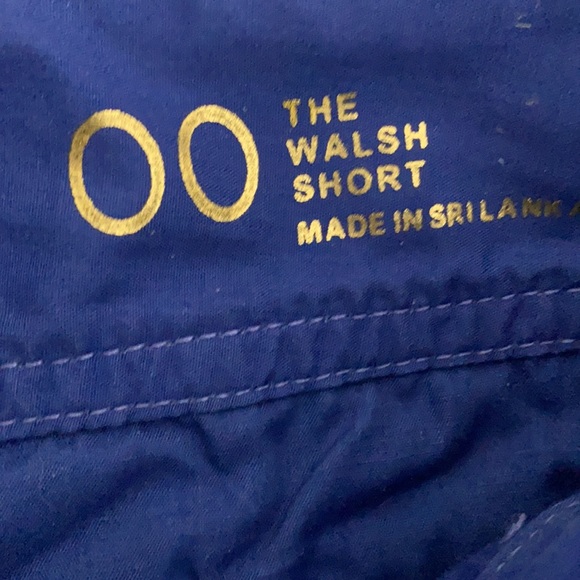 00
THE
WALSH
SHORT
MADE IN SRI LANKA